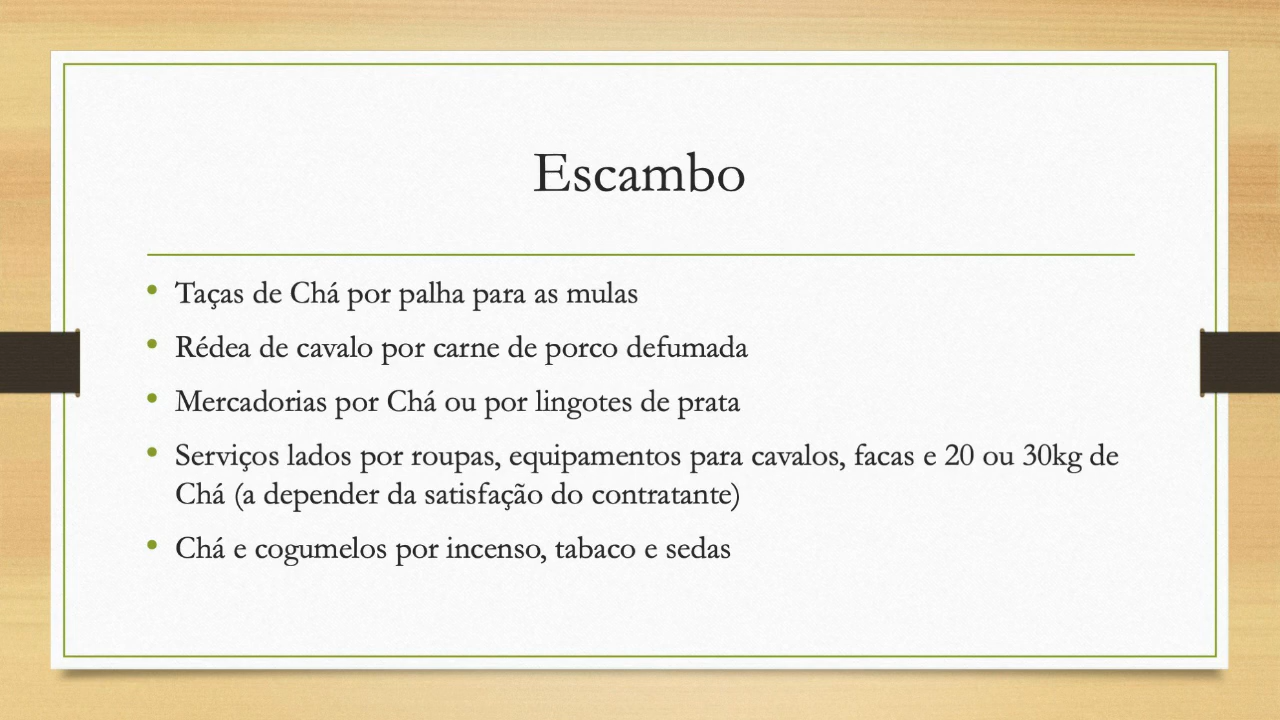 Escambo
• Taças de Chá por palha para as mulas
• Rédea de cavalo por carne de porco defumada
• Mercadorias por Chá ou por lingotes de prata
• Serviços lados por roupas, equipamentos para cavalos, facas e 20 ou 30kg de
Chá (a depender da satisfação do contratante)
• Chá e cogumelos por incenso, tabaco e sedas